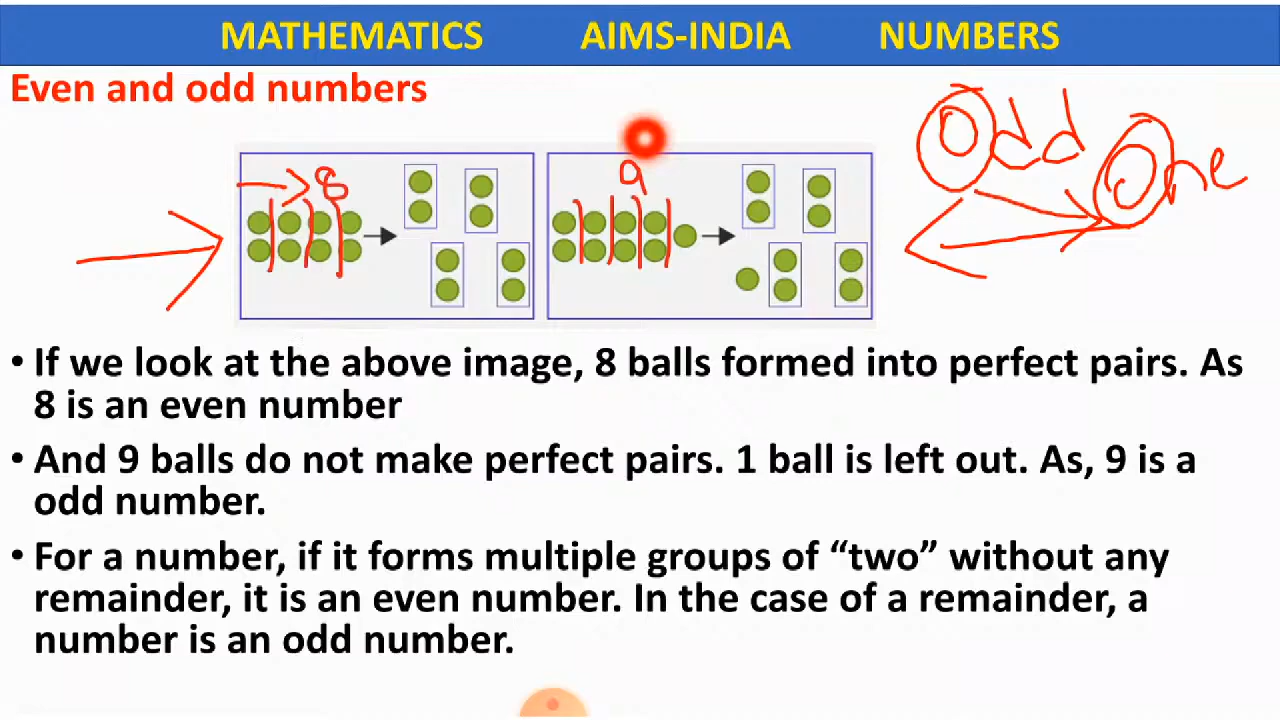 MATHEMATICS AIMS-INDIA NUMBERS
Even and odd numbers
Odd
One
8
9
• If we look at the above image, 8 balls formed into perfect pairs. As
8 is an even number
• And 9 balls do not make perfect pairs. 1 ball is left out. As, 9 is a
odd number.
• For a number, if it forms multiple groups of “two” without any
remainder, it is an even number. In the case of a remainder, a
number is an odd number.